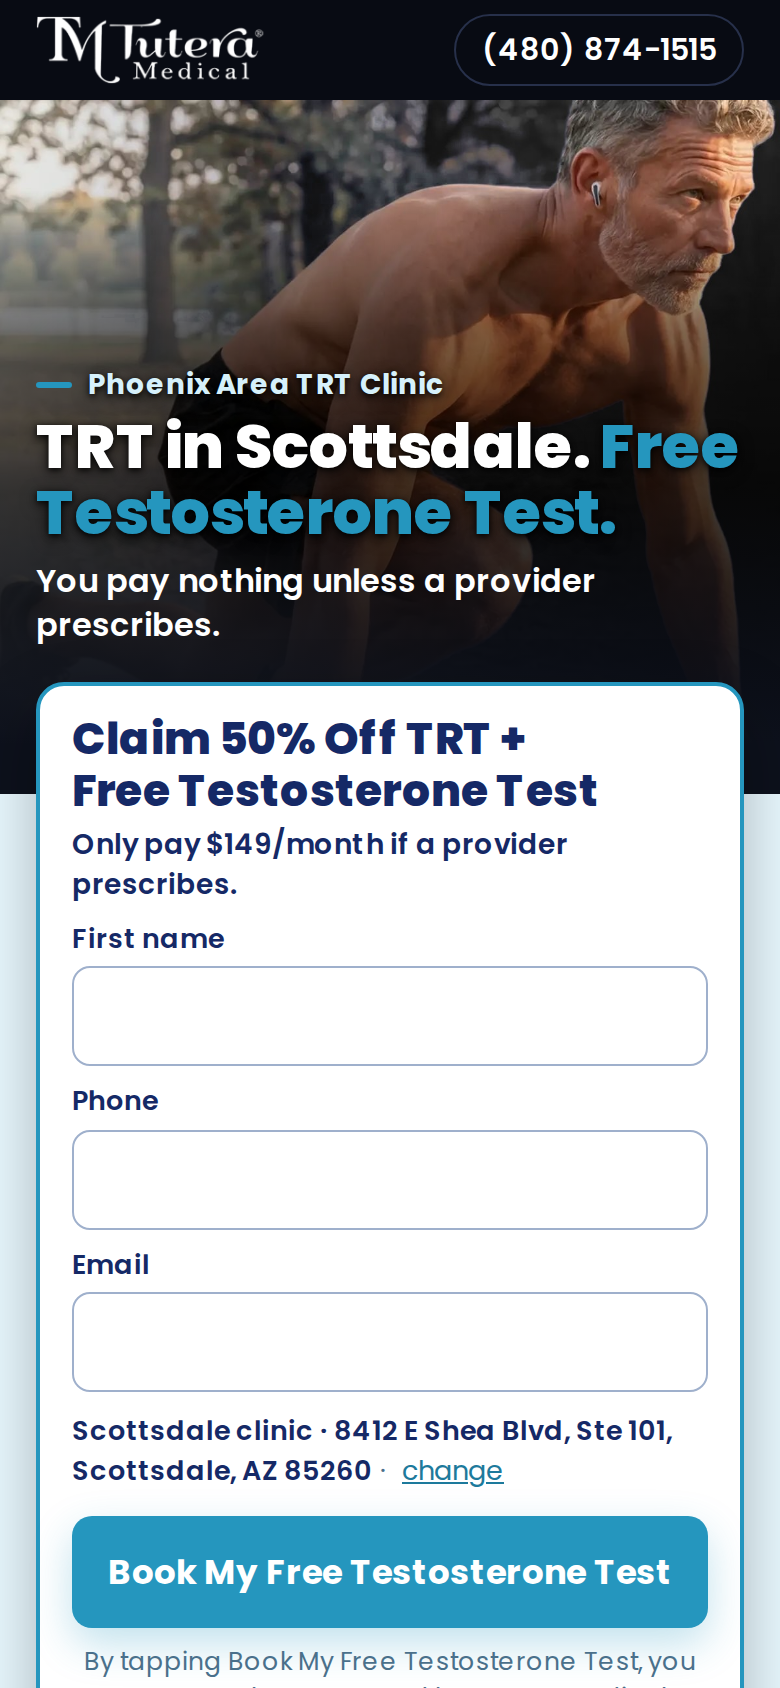 TM Tutera®
Medical
(480) 874-1515
Phoenix Area TRT Clinic
TRT in Scottsdale. Free
Testosterone Test.
You pay nothing unless a provider
prescribes.
Claim 50% Off TRT +
Free Testosterone Test
Only pay $149/month if a provider
prescribes.
First name
Phone
Email
Scottsdale clinic · 8412 E Shea Blvd, Ste 101,
Scottsdale, AZ 85260 · change
Book My Free Testosterone Test
By tapping Book My Free Testosterone Test, you